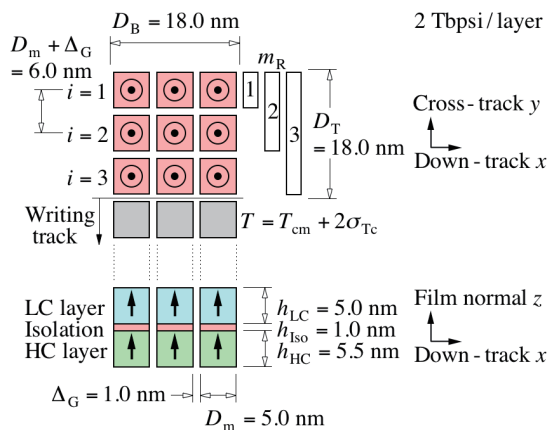 D_B = 18.0 nm
2 Tbpsi / layer
D_m + Δ_G
= 6.0 nm
m_R
i = 1
1
2
3
D_T
= 18.0 nm
Cross - track y
Down - track x
i = 2
i = 3
Writing
track
T = T_cm + 2σ_Tc
LC layer
Isolation
HC layer
h_LC = 5.0 nm
h_Iso = 1.0 nm
h_HC = 5.5 nm
Film normal z
Down - track x
Δ_G = 1.0 nm
D_m = 5.0 nm